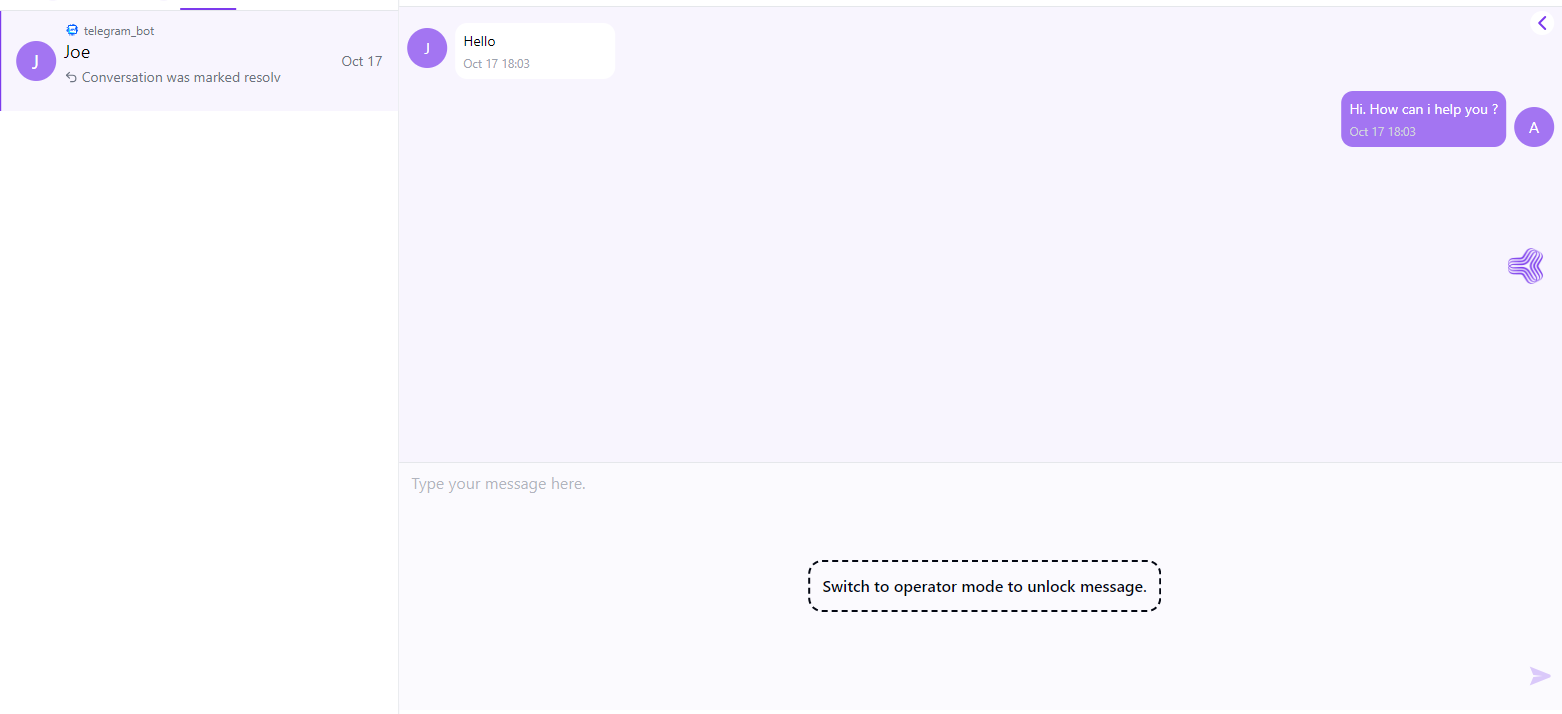 telegram_bot
J
Joe
Oct 17
Conversation was marked resolv
J
Hello
Oct 17 18:03
Hi. How can i help you ?
Oct 17 18:03
A
Type your message here.
Switch to operator mode to unlock message.